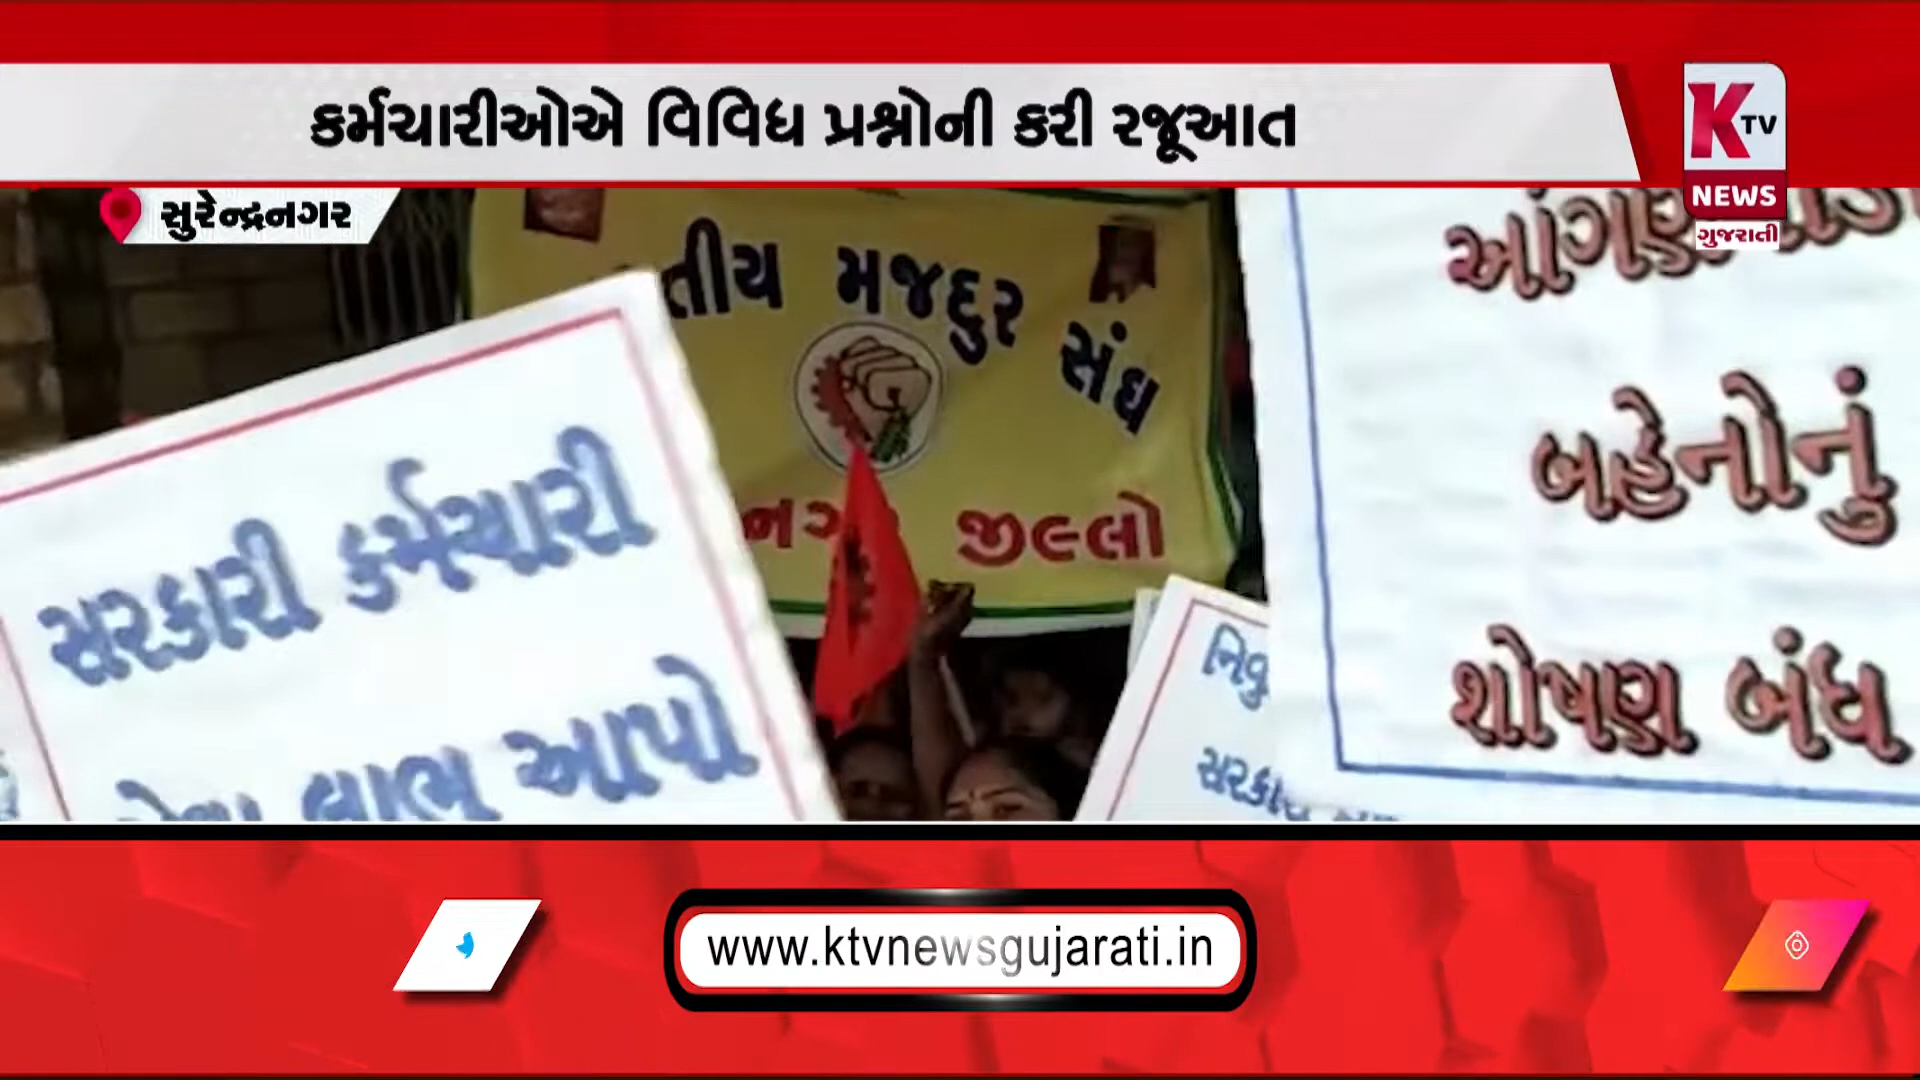 કર્મચારીઓએ વિવિધ પ્રશ્નોની કરી રજૂઆત
K TV
NEWS
ગુજરાતી
સુરેન્દ્રનગર
મજદુર સંઘ
જીલ્લો
સરકારી કર્મચારી
લાભ આપો
બહેનોનું
શોષણ બંધ
www.ktvnewsgujarati.in